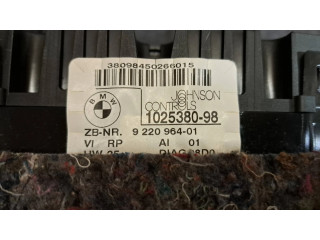 38098450266015
BMW
JOHNSON
CONTROLS
1025380-98
ZB-NR. 9 220 964-01
VI RP AI 01